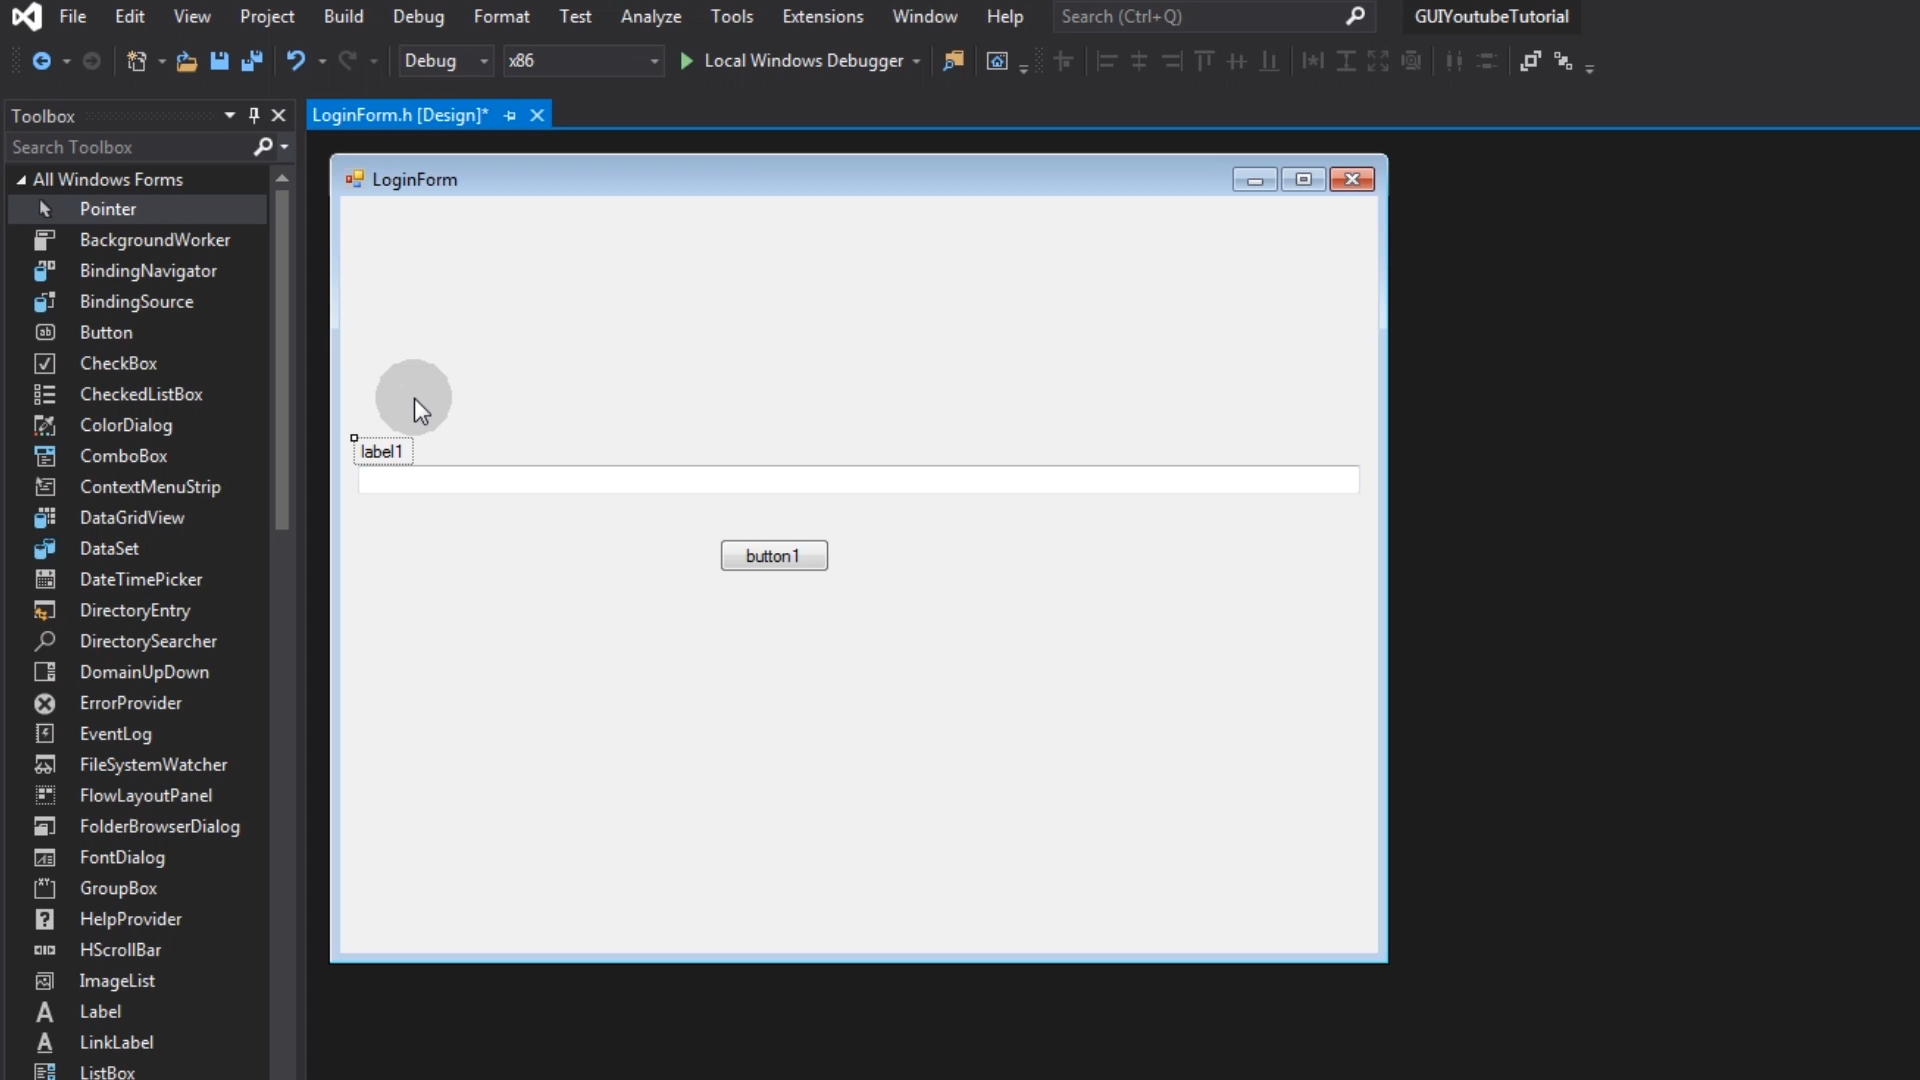 File Edit View Project Build Debug Format Test Analyze Tools Extensions Window Help Search (Ctrl+Q) GUIYoutubeTutorial
Debug x86 Local Windows Debugger
Toolbox
LoginForm.h [Design]*
Search Toolbox
All Windows Forms
Pointer
BackgroundWorker
BindingNavigator
BindingSource
Button
CheckBox
CheckedListBox
ColorDialog
ComboBox
ContextMenuStrip
DataGridView
DataSet
DateTimePicker
DirectoryEntry
DirectorySearcher
DomainUpDown
ErrorProvider
EventLog
FileSystemWatcher
FlowLayoutPanel
FolderBrowserDialog
FontDialog
GroupBox
HelpProvider
HScrollBar
ImageList
Label
LinkLabel
ListBox
LoginForm
label1
button1